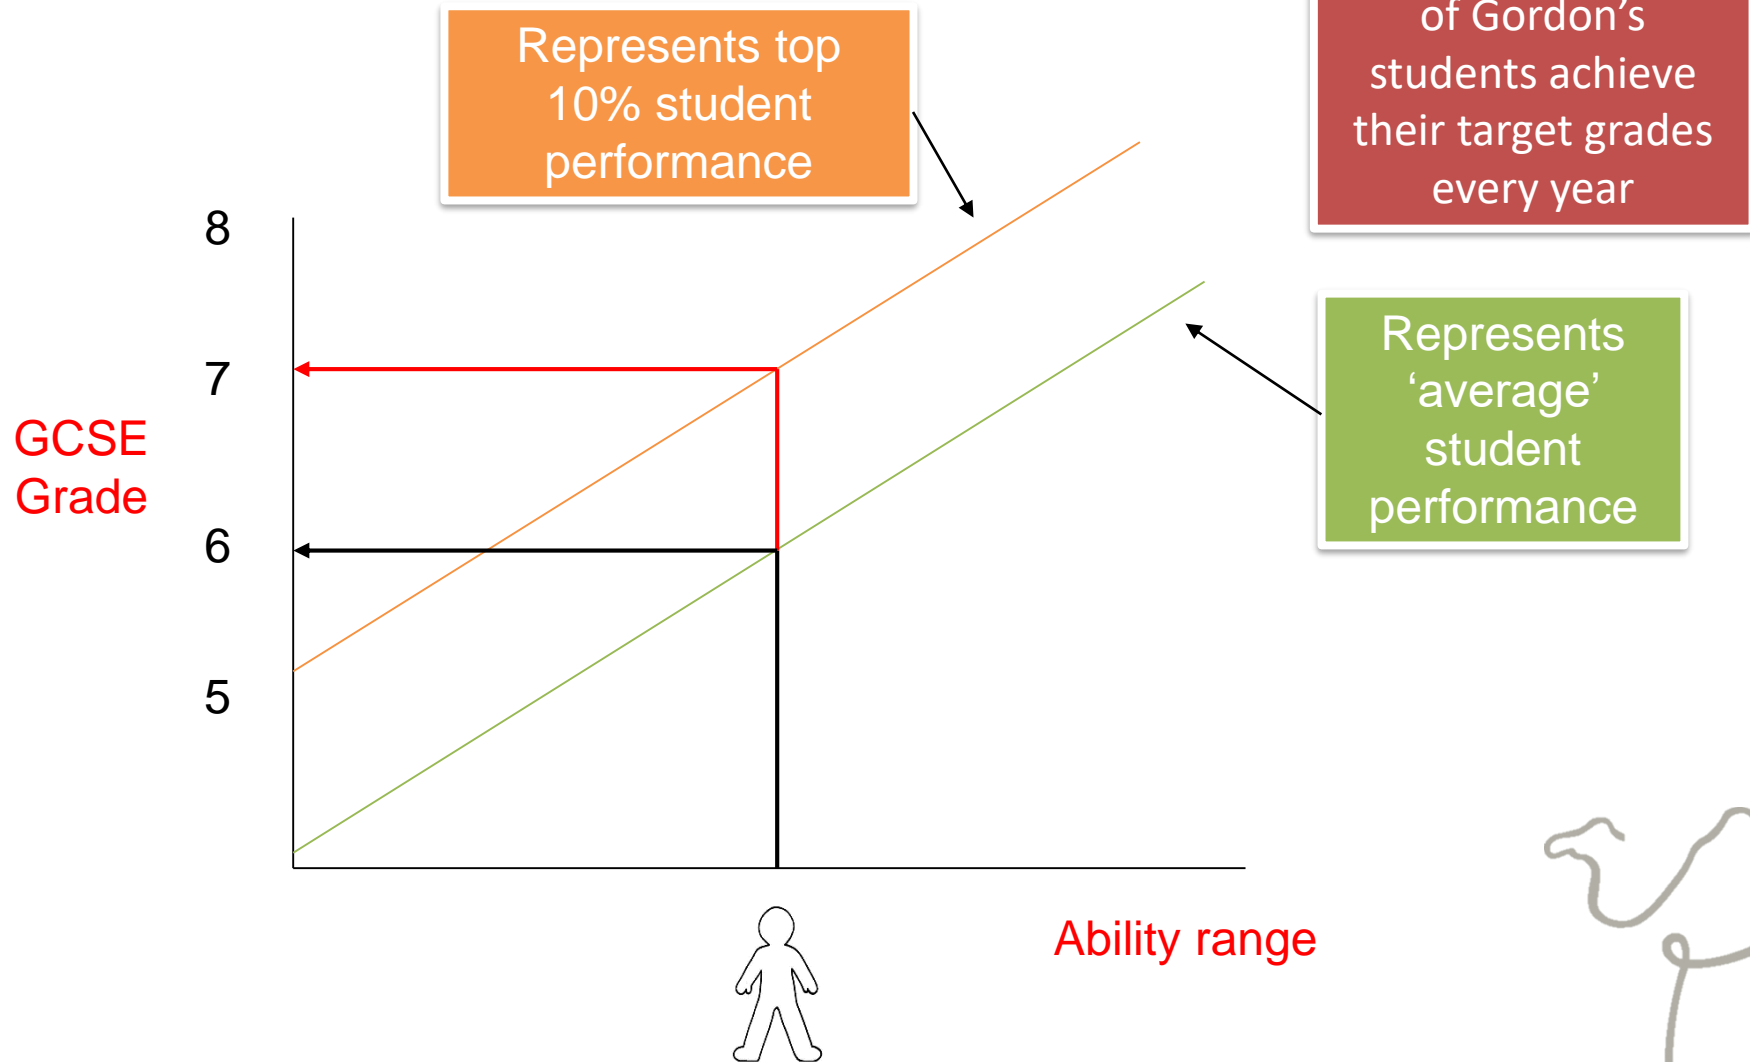 Represents top
10% student
performance
of Gordon’s
students achieve
their target grades
every year
8
7
GCSE
Grade
6
5
Represents
‘average’
student
performance
Ability range